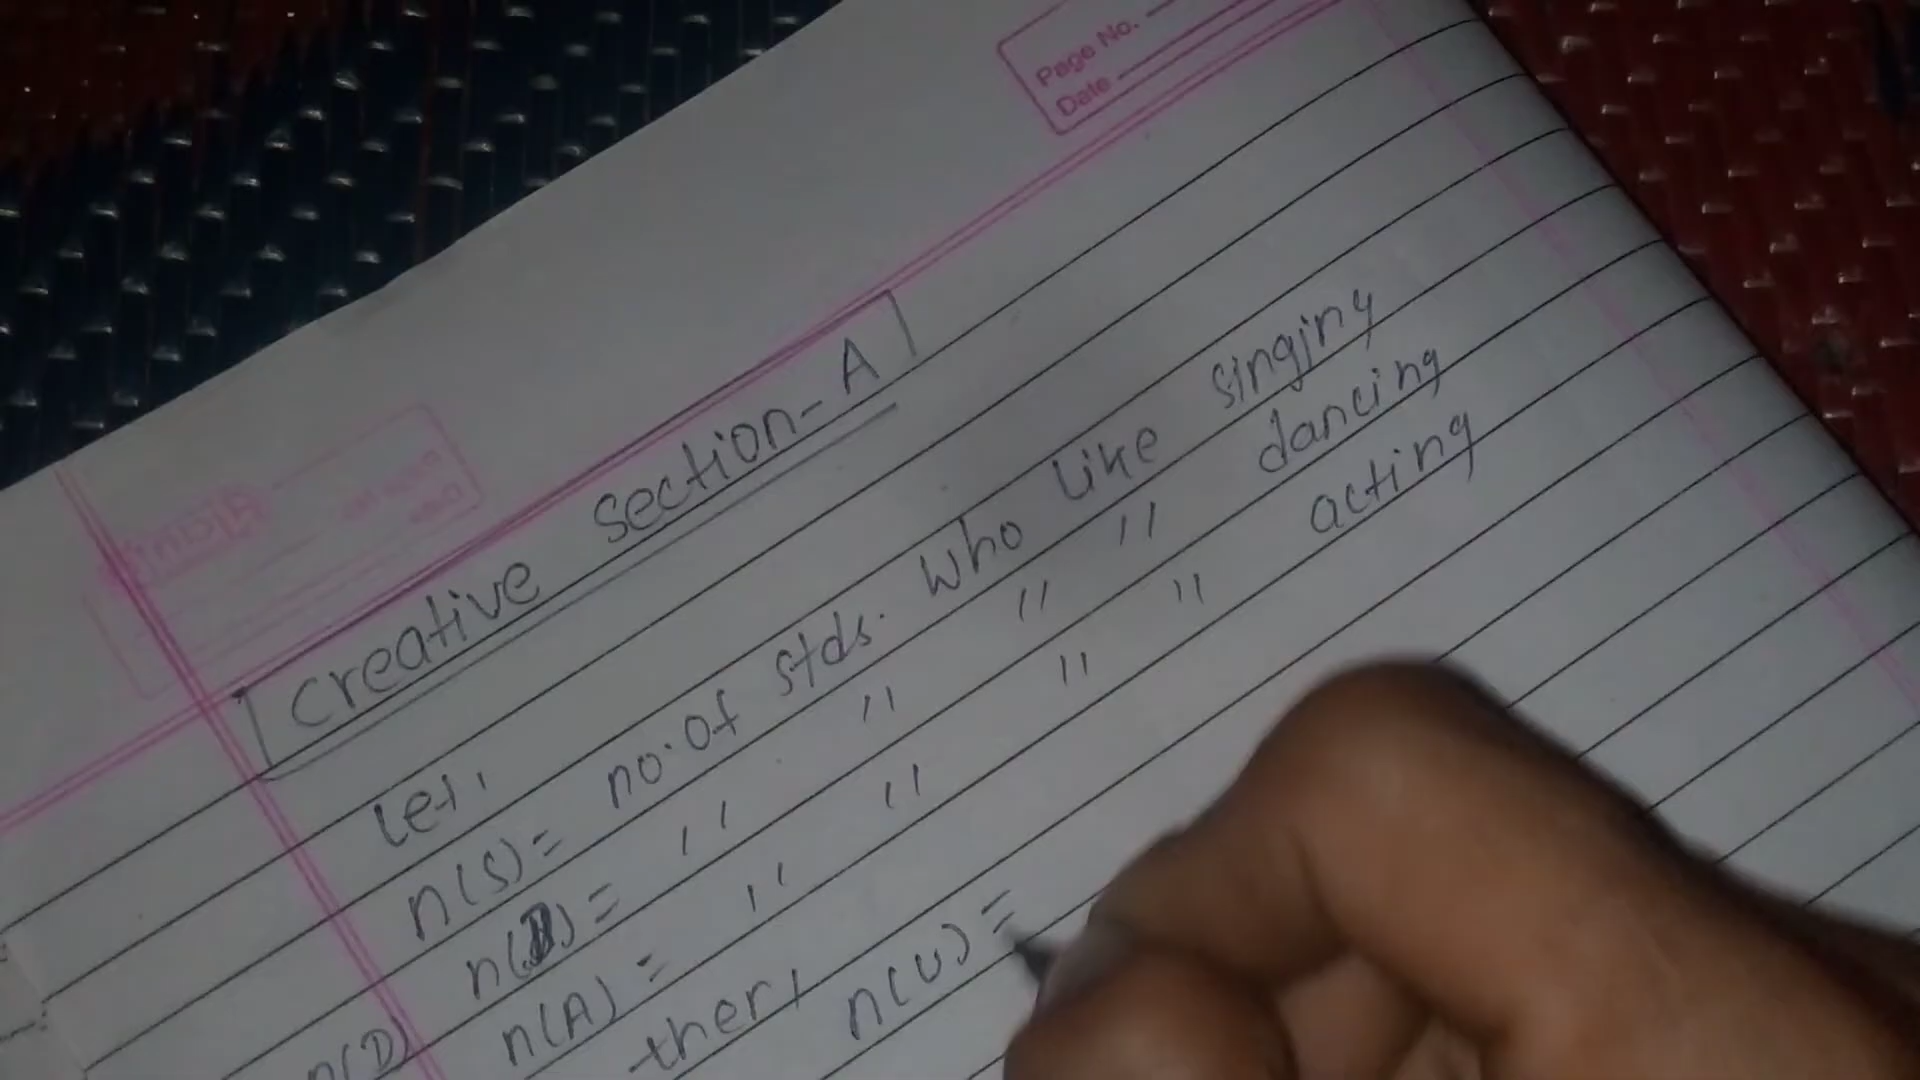 Page No.
Date
Creative Section-A
Let,
n(S) = no. of stds. who like singing
n(D) = " " " " dancing
n(A) = " " " " acting
n(D)
then,
n(U) =